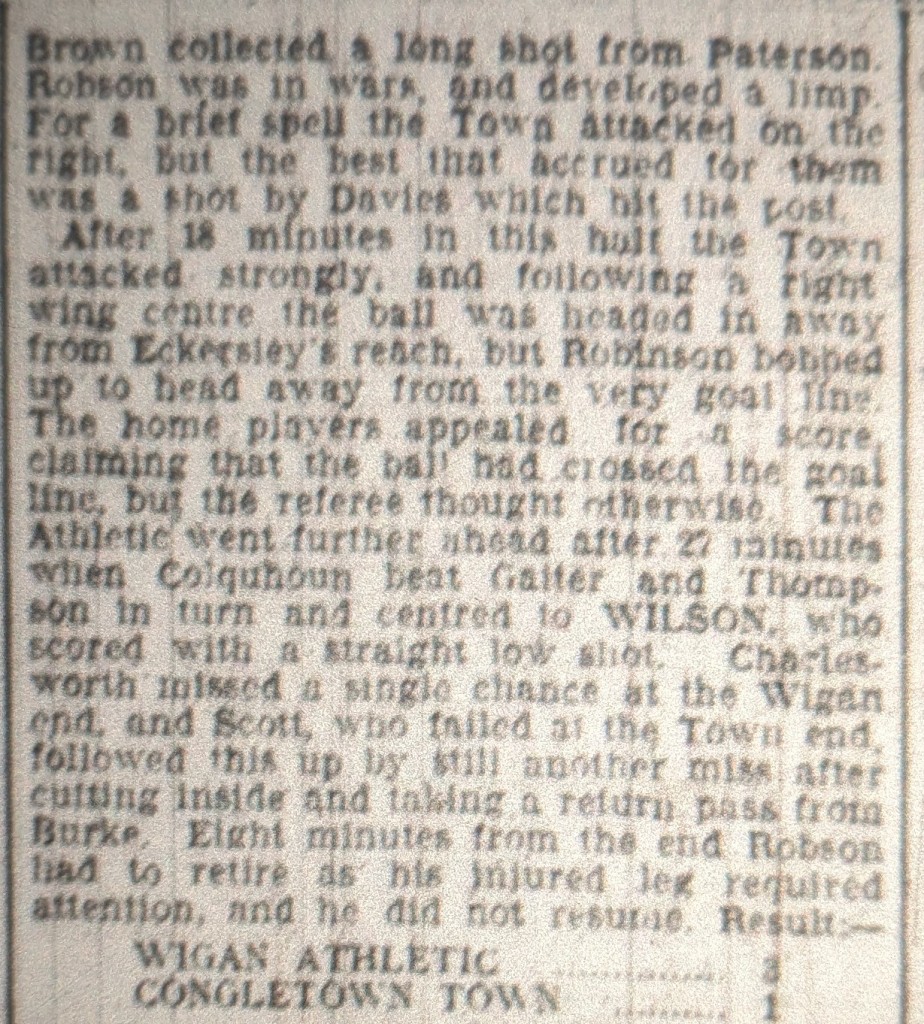 Brown collected a long shot from Paterson.
Robson was in wars, and developed a limp.
For a brief spell the Town attacked on the
right, but the best that accrued for them
was a shot by Davies which hit the post.
After 18 minutes in this half the Town
attacked strongly, and following a right
wing centre the ball was headed in away
from Eckersley's reach, but Robinson bobbed
up to head away from the very goal line.
The home players appealed for a score,
claiming that the ball had crossed the goal
line, but the referee thought otherwise. The
Athletic went further ahead after 27 minutes
when Colquhoun beat Gaiter and Thomp-
son in turn and centred to WILSON, who
scored with a straight low shot. Charles-
worth missed a single chance at the Wigan
end, and Scott, who failed at the Town end,
followed this up by still another miss after
cutting inside and taking a return pass from
Burke. Eight minutes from the end Robson
had to retire as his injured leg required
attention, and he did not resume. Result:—
WIGAN ATHLETIC ............ 3
CONGLETOWN TOWN ........ 1